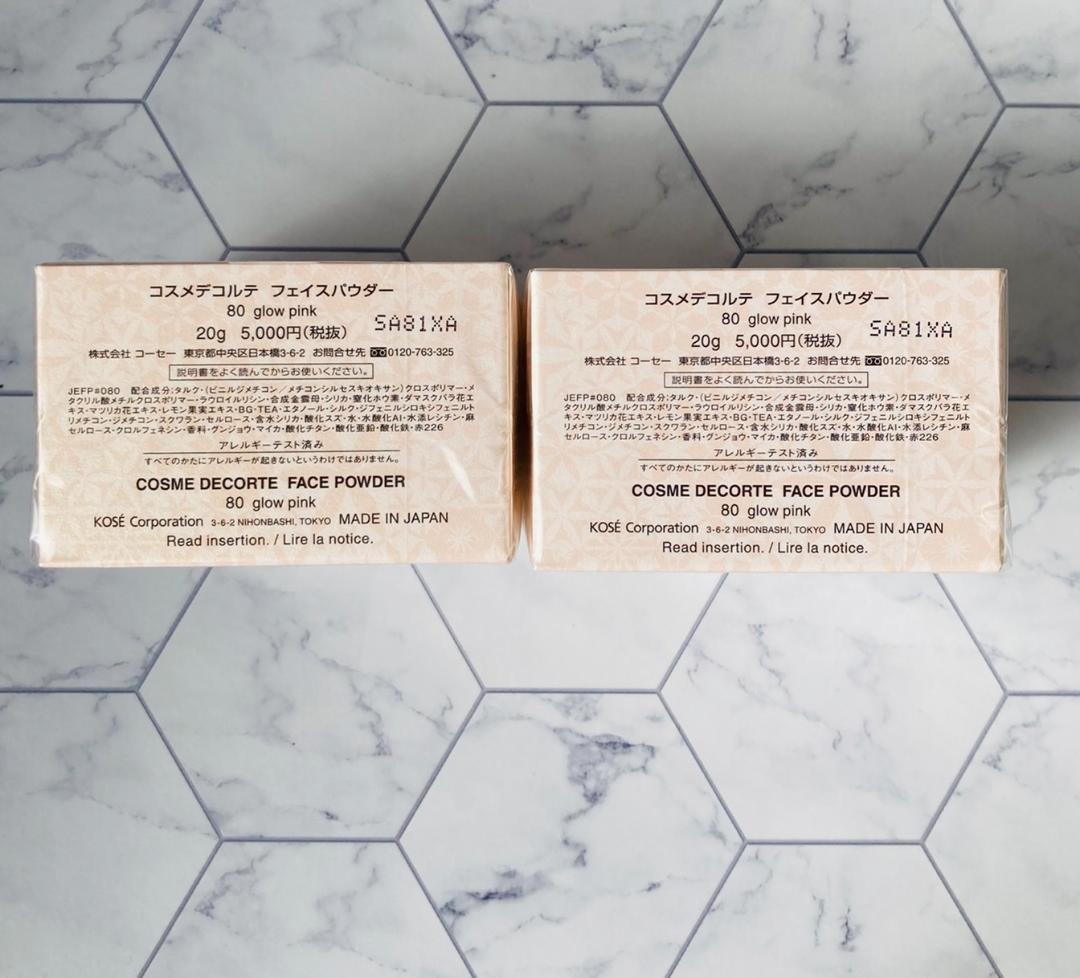 コスメデコルテ フェイスパウダー
80 glow pink
20g 5,000円(税抜) SA81XA
株式会社 コーセー 東京都中央区日本橋3-6-2 お問合せ先 0120-763-325
説明書をよく読んでからお使いください。
JEFP#080 配合成分:タルク・(ビニルジメチコン/メチコンシルセスキオキサン)クロスポリマー・メ
タクリル酸メチルクロスポリマー・ラウロイルリシン・合成金雲母・シリカ・窒化ホウ素・ダマスクバラ花エ
キス・マツリカ花エキス・レモン果実エキス・BG・TEA・エタノール・シルク・ジフェニルシロキシフェニルト
リメチコン・ジメチコン・スクワラン・セルロース・含水シリカ・酸化スズ・水・水酸化Al・水添レシチン・麻
セルロース・クロルフェネシン・香料・グンジョウ・マイカ・酸化チタン・酸化亜鉛・酸化鉄・赤226
アレルギーテスト済み
すべてのかたにアレルギーが起きないというわけではありません。
COSME DECORTE FACE POWDER
80 glow pink
KOSÉ Corporation 3-6-2 NIHONBASHI, TOKYO MADE IN JAPAN
Read insertion. / Lire la notice.
コスメデコルテ フェイスパウダー
80 glow pink
20g 5,000円(税抜) SA81XA
株式会社 コーセー 東京都中央区日本橋3-6-2 お問合せ先 0120-763-325
説明書をよく読んでからお使いください。
JEFP#080 配合成分:タルク・(ビニルジメチコン/メチコンシルセスキオキサン)クロスポリマー・メ
タクリル酸メチルクロスポリマー・ラウロイルリシン・合成金雲母・シリカ・窒化ホウ素・ダマスクバラ花エ
キス・マツリカ花エキス・レモン果実エキス・BG・TEA・エタノール・シルク・ジフェニルシロキシフェニルト
リメチコン・ジメチコン・スクワラン・セルロース・含水シリカ・酸化スズ・水・水酸化Al・水添レシチン・麻
セルロース・クロルフェネシン・香料・グンジョウ・マイカ・酸化チタン・酸化亜鉛・酸化鉄・赤226
アレルギーテスト済み
すべてのかたにアレルギーが起きないというわけではありません。
COSME DECORTE FACE POWDER
80 glow pink
KOSÉ Corporation 3-6-2 NIHONBASHI, TOKYO MADE IN JAPAN
Read insertion. / Lire la notice.